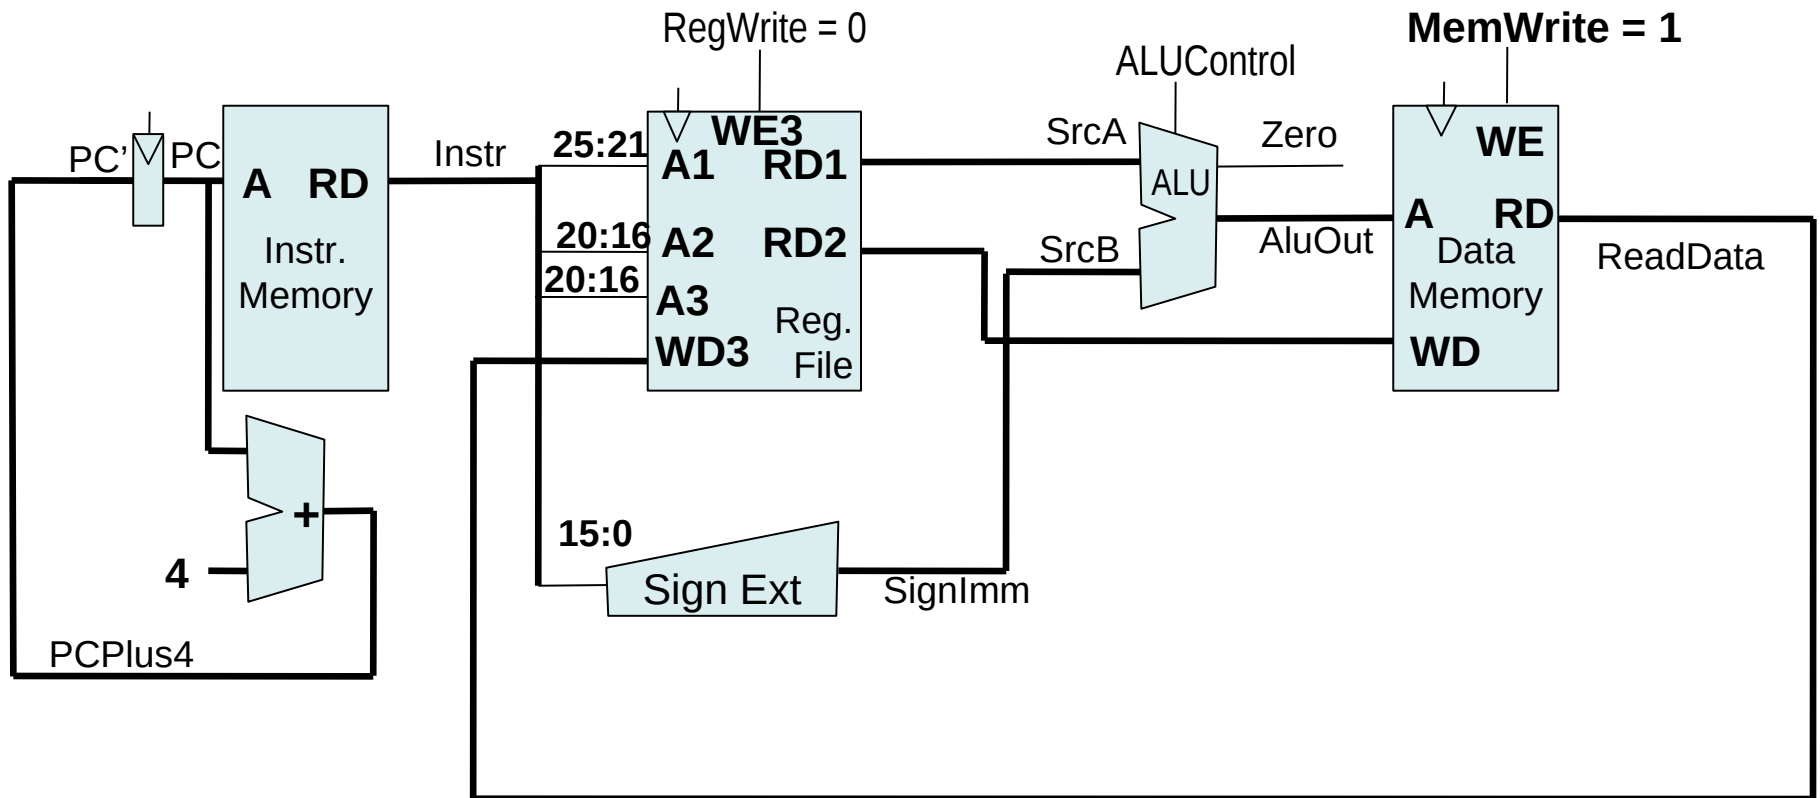 RegWrite = 0
MemWrite = 1
ALUControl
PC’
PC
A RD
Instr.
Memory
Instr
25:21
20:16
20:16
WE3
A1 RD1
A2 RD2
A3
Reg.
WD3
File
SrcA
ALU
Zero
SrcB
AluOut
WE
A RD
Data
Memory
WD
ReadData
+
4
PCPlus4
15:0
Sign Ext
SignImm